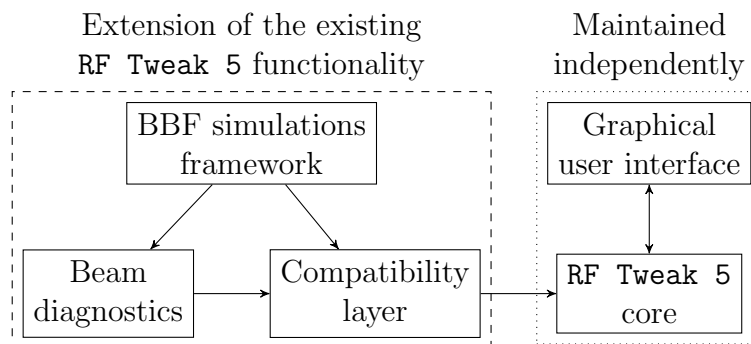 Extension of the existing
RF Tweak 5 functionality
Maintained
independently
BBF simulations
framework
Graphical
user interface
Beam
diagnostics
Compatibility
layer
RF Tweak 5
core